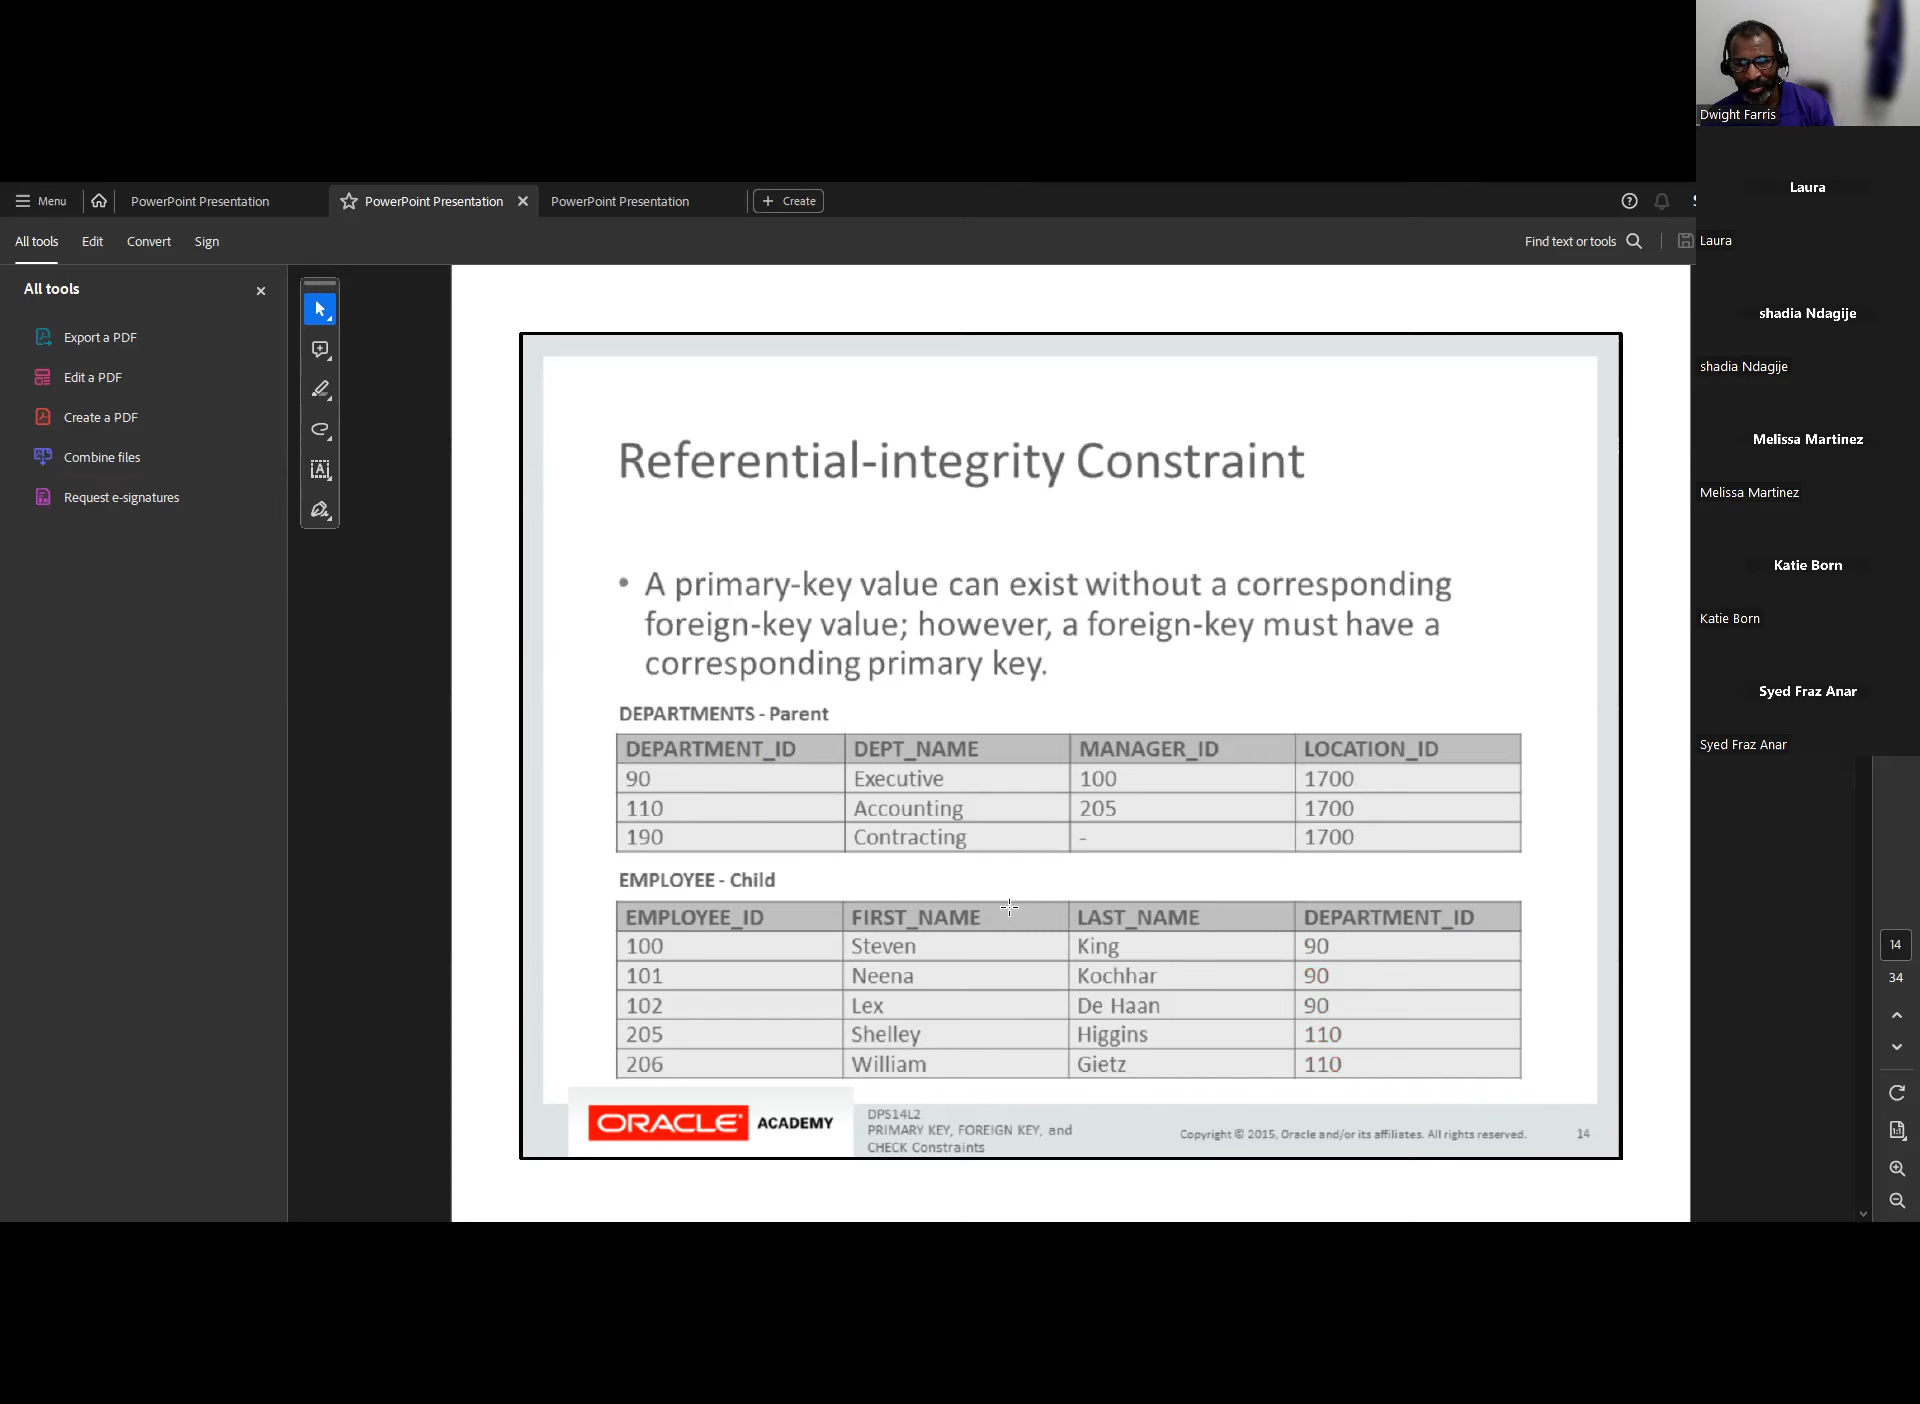 Dwight Farris
Laura
Laura
shadia Ndagije
shadia Ndagije
Melissa Martinez
Melissa Martinez
Katie Born
Katie Born
Syed Fraz Anar
Syed Fraz Anar
Menu
PowerPoint Presentation
PowerPoint Presentation
PowerPoint Presentation
Create
All tools Edit Convert Sign
Find text or tools
All tools
Export a PDF
Edit a PDF
Create a PDF
Combine files
Request e-signatures
Referential-integrity Constraint
• A primary-key value can exist without a corresponding
foreign-key value; however, a foreign-key must have a
corresponding primary key.
DEPARTMENTS - Parent
DEPARTMENT_ID DEPT_NAME MANAGER_ID LOCATION_ID
90 Executive 100 1700
110 Accounting 205 1700
190 Contracting - 1700
EMPLOYEE - Child
EMPLOYEE_ID FIRST_NAME LAST_NAME DEPARTMENT_ID
100 Steven King 90
101 Neena Kochhar 90
102 Lex De Haan 90
205 Shelley Higgins 110
206 William Gietz 110
ORACLE ACADEMY
DPS14L2
PRIMARY KEY, FOREIGN KEY, and
CHECK Constraints
Copyright © 2015, Oracle and/or its affiliates. All rights reserved. 14
14
34